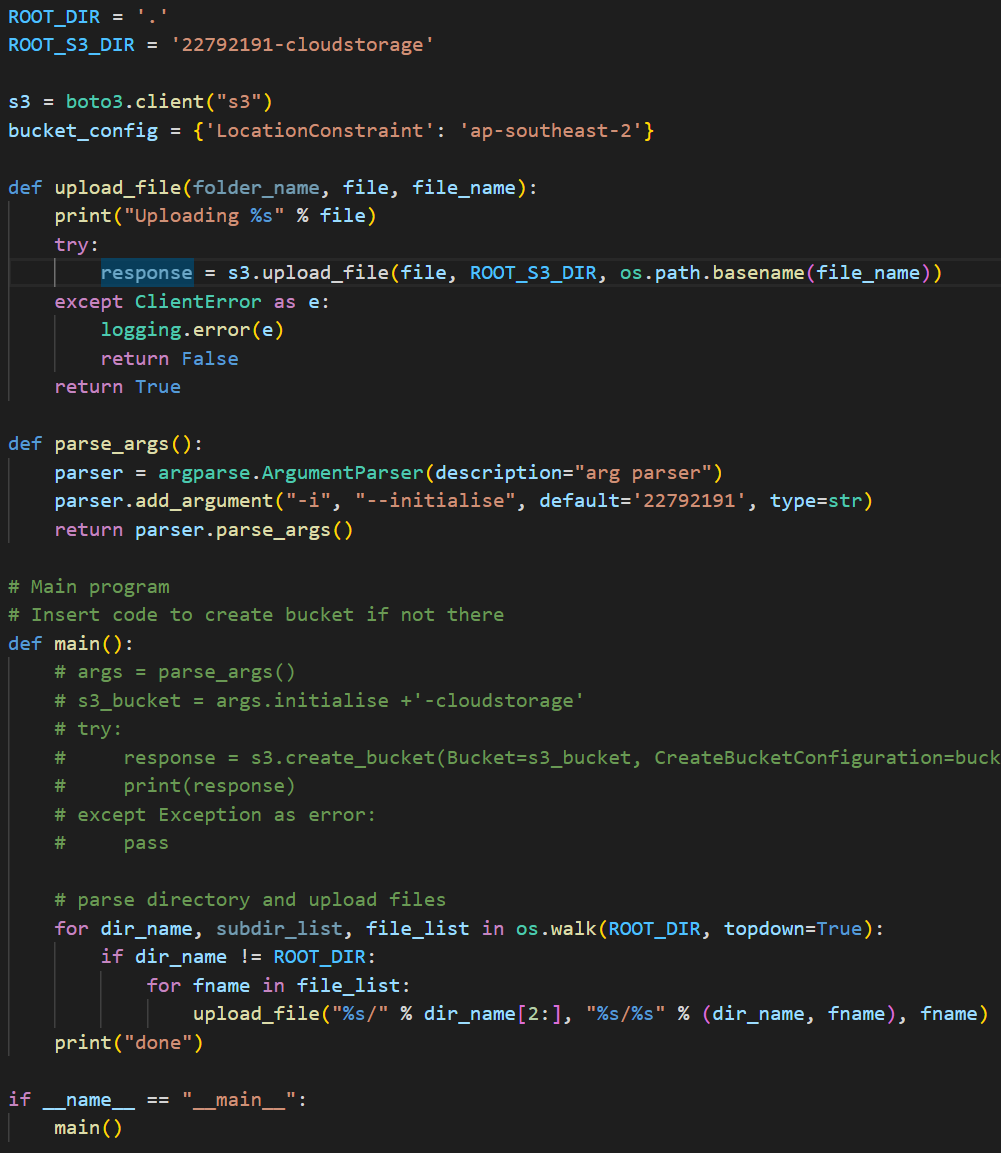 ROOT_DIR = '.'
ROOT_S3_DIR = '22792191-cloudstorage'

s3 = boto3.client("s3")
bucket_config = {'LocationConstraint': 'ap-southeast-2'}

def upload_file(folder_name, file, file_name):
    print("Uploading %s" % file)
    try:
        response = s3.upload_file(file, ROOT_S3_DIR, os.path.basename(file_name))
    except ClientError as e:
        logging.error(e)
        return False
    return True

def parse_args():
    parser = argparse.ArgumentParser(description="arg parser")
    parser.add_argument("-i", "--initialise", default='22792191', type=str)
    return parser.parse_args()

# Main program
# Insert code to create bucket if not there
def main():
    # args = parse_args()
    # s3_bucket = args.initialise +'-cloudstorage'
    # try:
    #     response = s3.create_bucket(Bucket=s3_bucket, CreateBucketConfiguration=buck
    #     print(response)
    # except Exception as error:
    #     pass

    # parse directory and upload files
    for dir_name, subdir_list, file_list in os.walk(ROOT_DIR, topdown=True):
        if dir_name != ROOT_DIR:
            for fname in file_list:
                upload_file("%s/" % dir_name[2:], "%s/%s" % (dir_name, fname), fname)
    print("done")

if __name__ == "__main__":
    main()